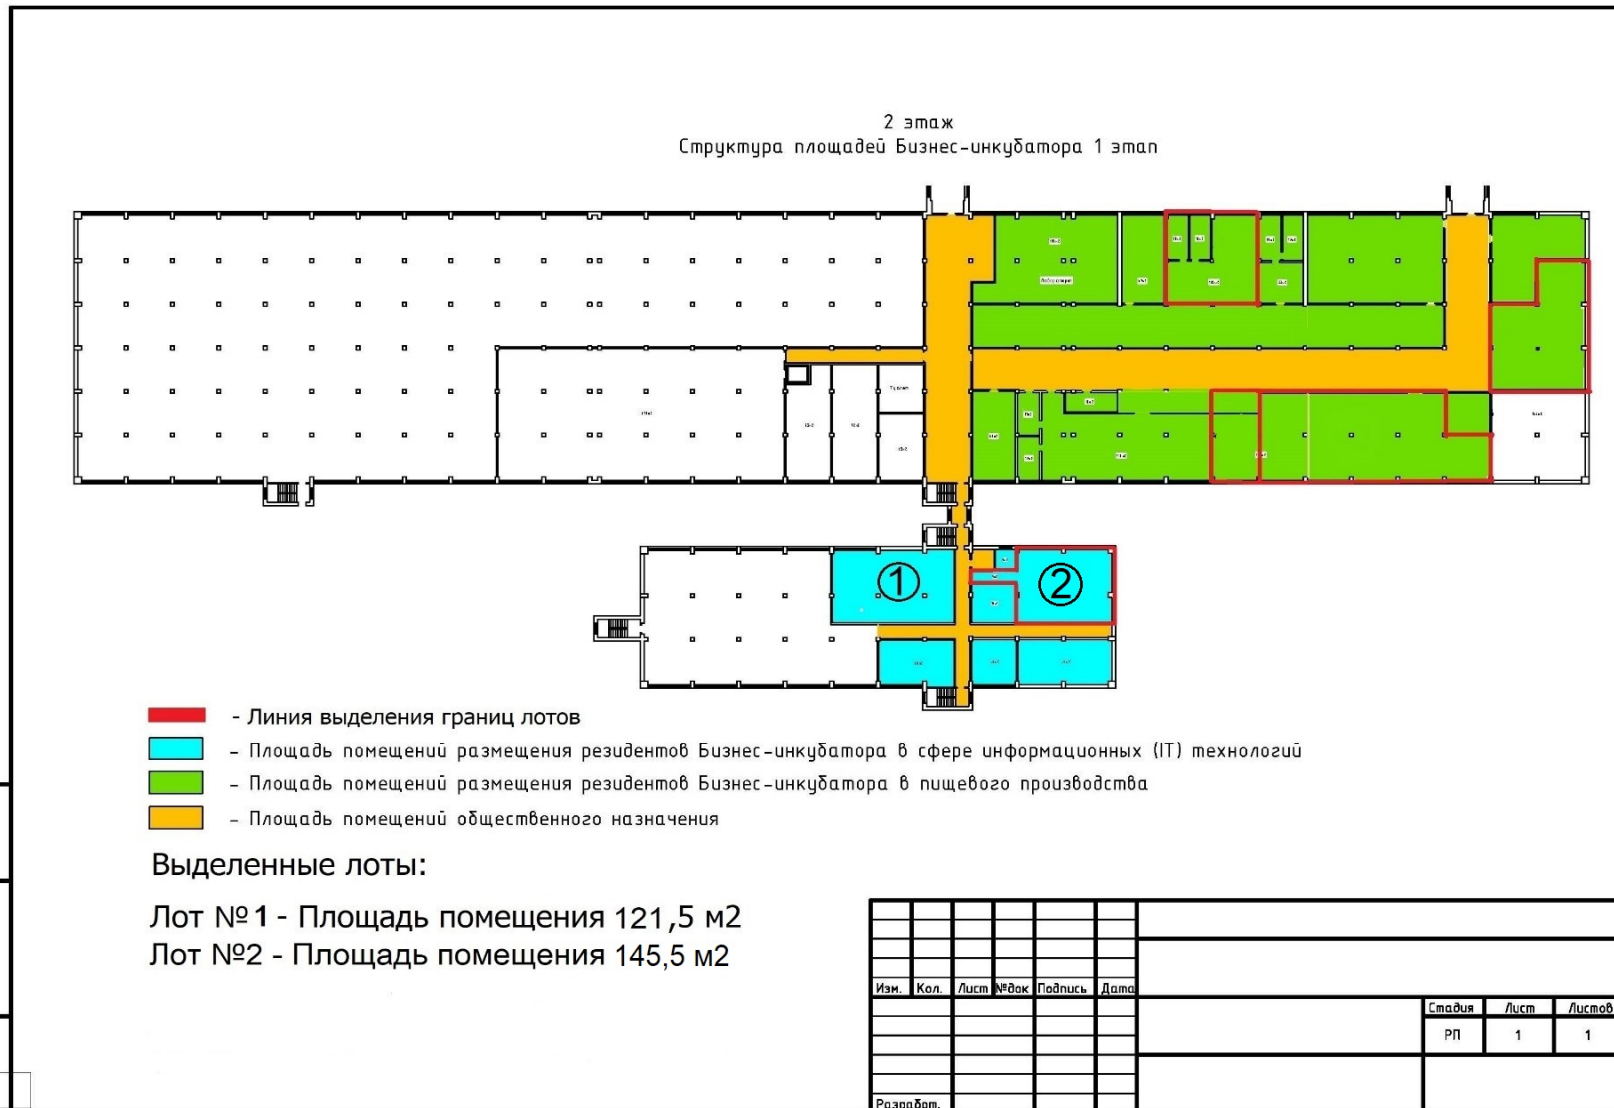 2 этаж
Структура площадей Бизнес-инкубатора 1 этап
1
2
- Линия выделения границ лотов
- Площадь помещений размещения резидентов Бизнес-инкубатора в сфере информационных (IT) технологий
- Площадь помещений размещения резидентов Бизнес-инкубатора в пищевого производства
- Площадь помещений общественного назначения
Выделенные лоты:
Лот №1 - Площадь помещения 121,5 м2
Лот №2 - Площадь помещения 145,5 м2
Изм. Кол. Лист №док Подпись Дата
Стадия Лист Листов
РП 1 1
Разработ.